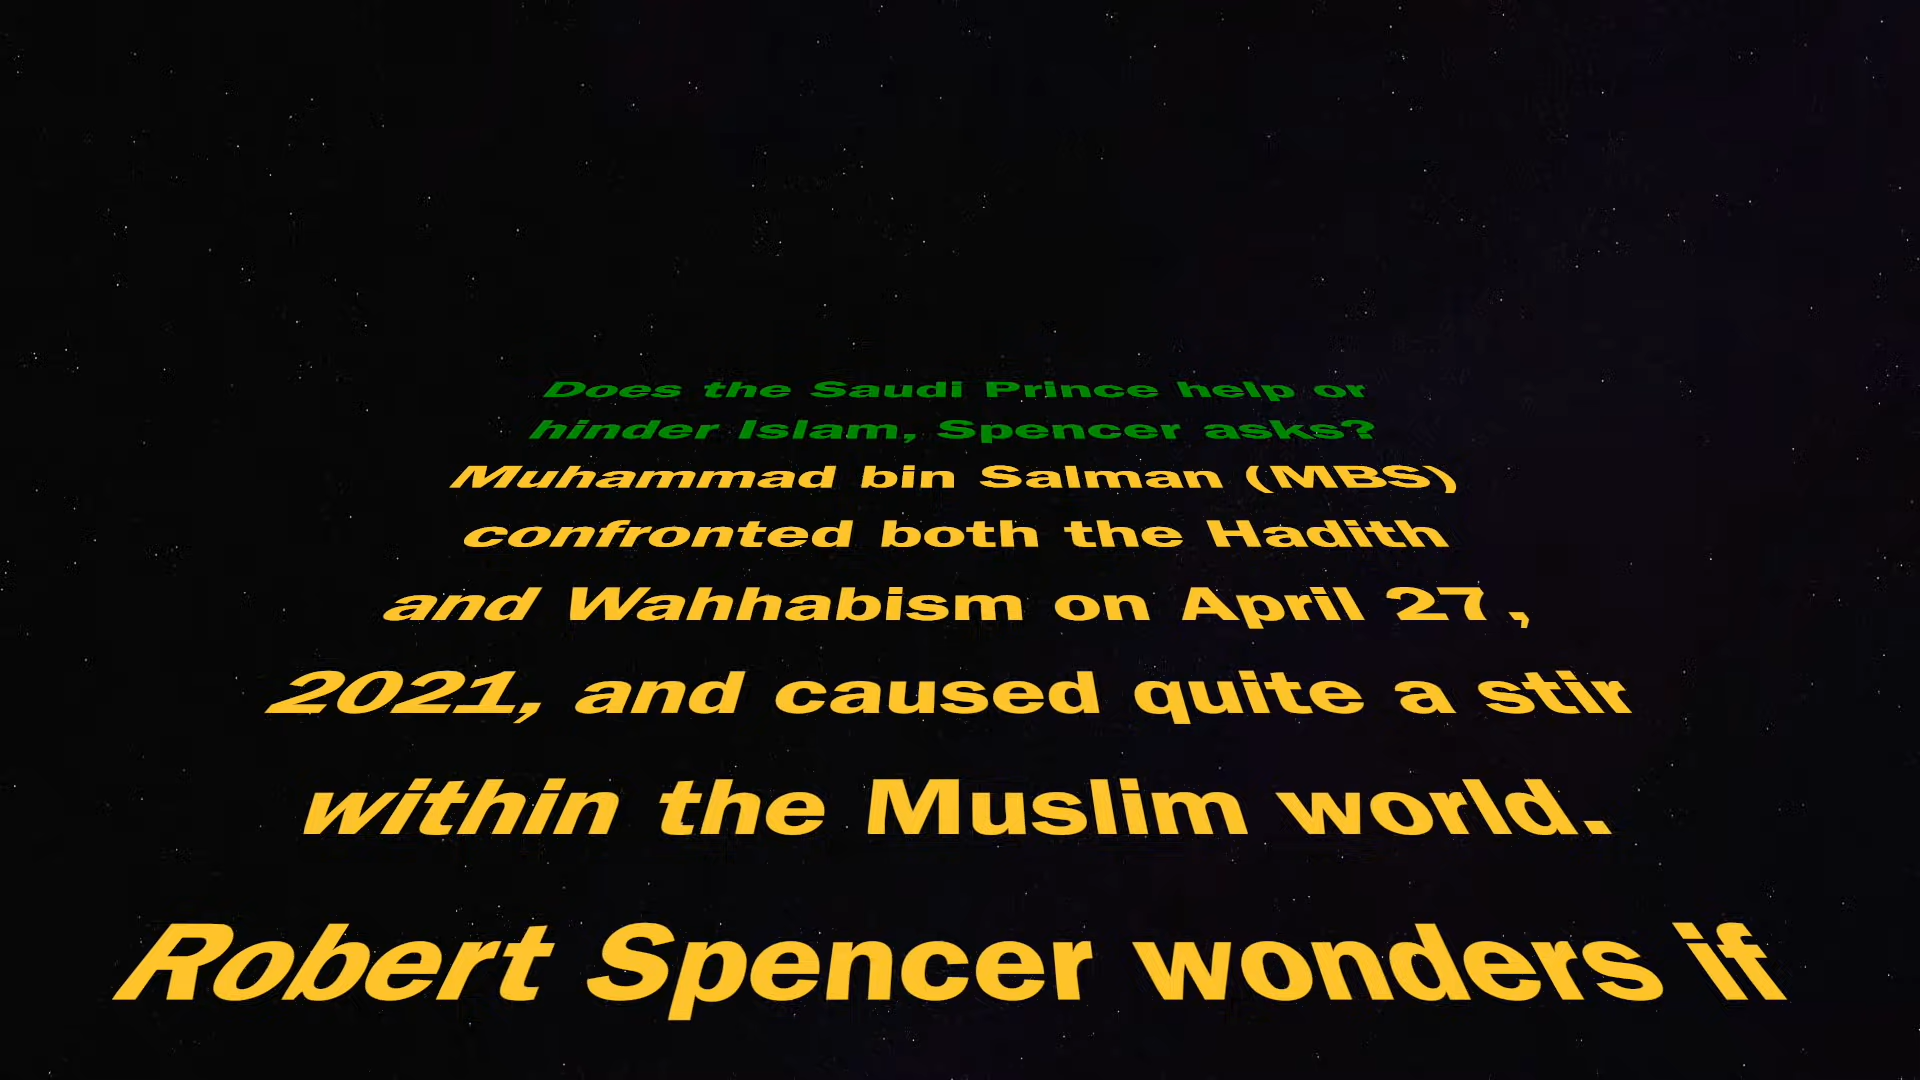 Does the Saudi Prince help or
hinder Islam, Spencer asks?
Muhammad bin Salman (MBS)
confronted both the Hadith
and Wahhabism on April 27 ,
2021, and caused quite a stir
within the Muslim world.
Robert Spencer wonders if